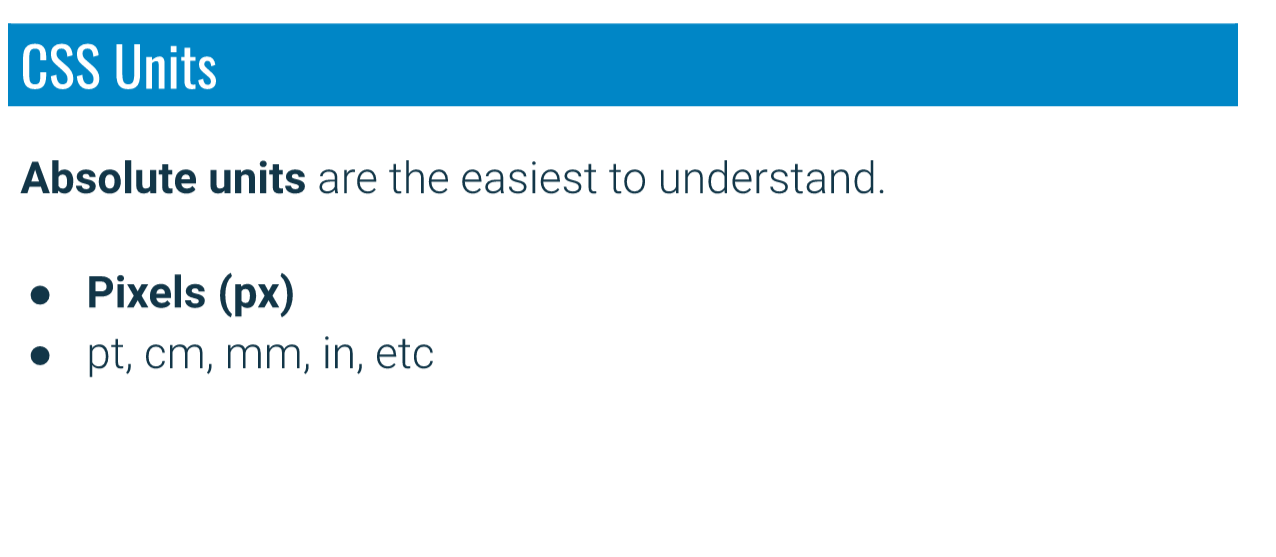 CSS Units
Absolute units are the easiest to understand.
● Pixels (px)
● pt, cm, mm, in, etc